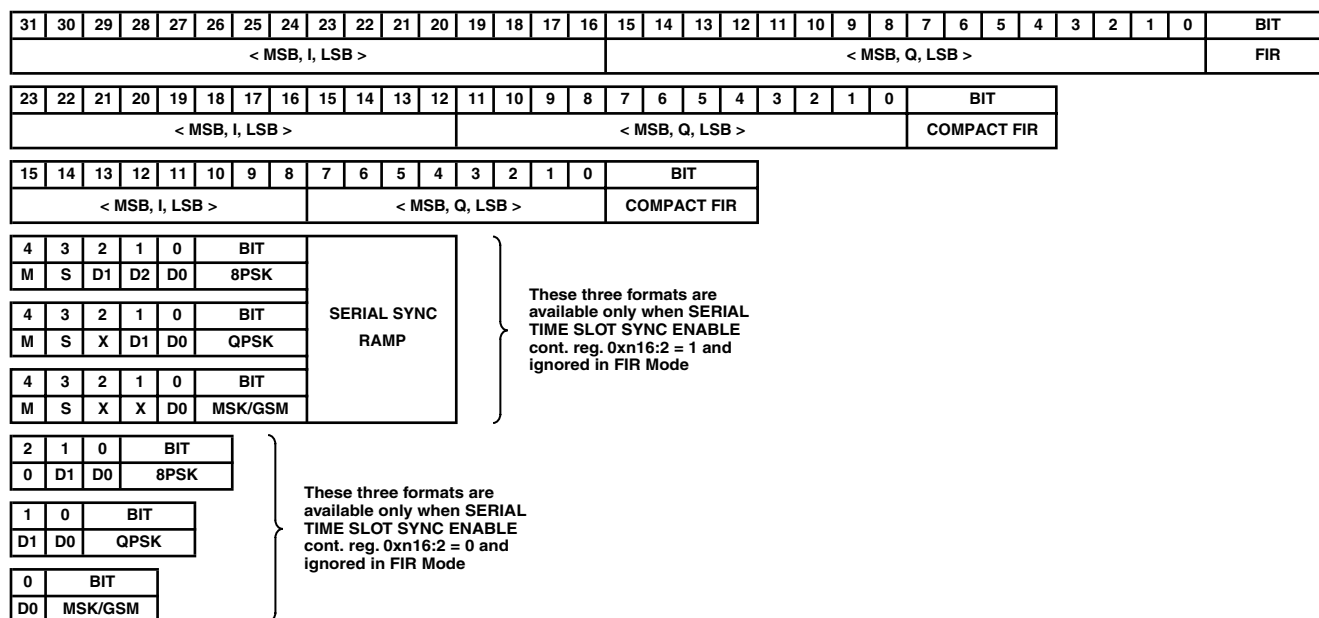 31 30 29 28 27 26 25 24 23 22 21 20 19 18 17 16 15 14 13 12 11 10 9 8 7 6 5 4 3 2 1 0 BIT
< MSB, I, LSB > < MSB, Q, LSB > FIR
23 22 21 20 19 18 17 16 15 14 13 12 11 10 9 8 7 6 5 4 3 2 1 0 BIT
< MSB, I, LSB > < MSB, Q, LSB > COMPACT FIR
15 14 13 12 11 10 9 8 7 6 5 4 3 2 1 0 BIT
< MSB, I, LSB > < MSB, Q, LSB > COMPACT FIR
4 3 2 1 0 BIT
M S D1 D2 D0 8PSK
4 3 2 1 0 BIT
M S X D1 D0 QPSK
4 3 2 1 0 BIT
M S X X D0 MSK/GSM
SERIAL SYNC
RAMP
These three formats are
available only when SERIAL
TIME SLOT SYNC ENABLE
cont. reg. 0xn16:2 = 1 and
ignored in FIR Mode
2 1 0 BIT
0 D1 D0 8PSK
1 0 BIT
D1 D0 QPSK
0 BIT
D0 MSK/GSM
These three formats are
available only when SERIAL
TIME SLOT SYNC ENABLE
cont. reg. 0xn16:2 = 0 and
ignored in FIR Mode